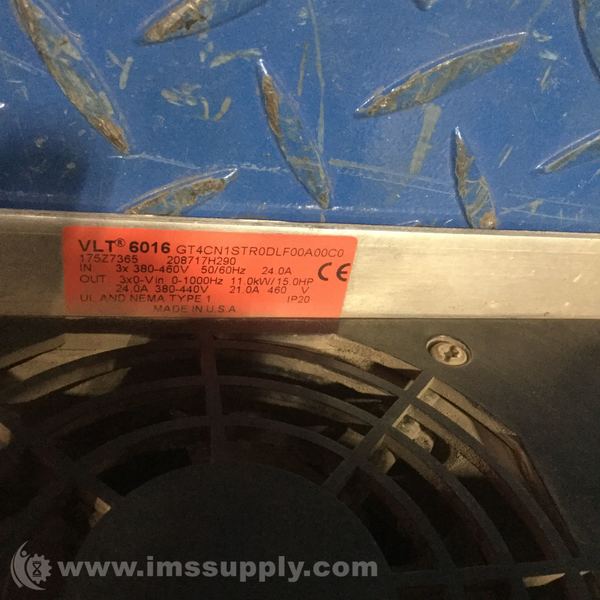 VLT® 6016 GT4CN1STR0DLF00A00C0
175Z7365 208717H290
IN 3x 380-460V 50/60Hz 24.0A
OUT 3x0-Vin 0-1000Hz 11.0kW/15.0HP
24.0A 380-440V 21.0A 460 V
UL AND NEMA TYPE 1 IP20
MADE IN U.S.A
CE
www.imssupply.com